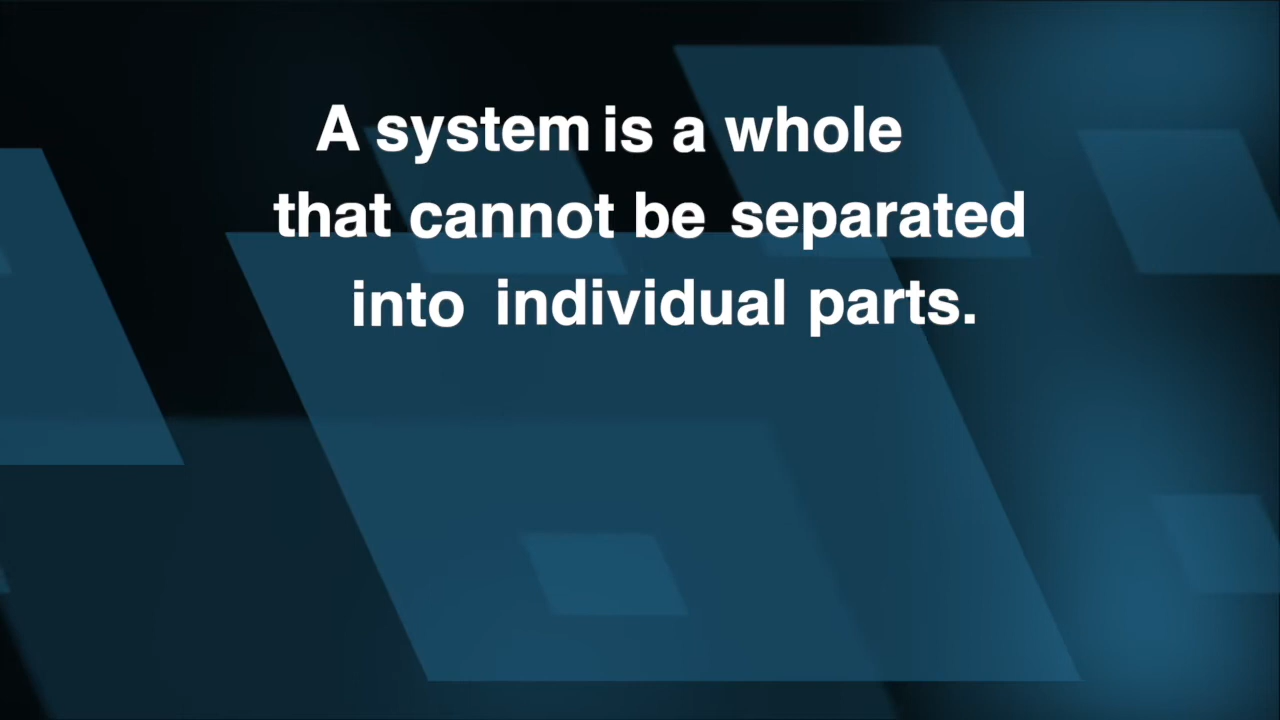 A system is a whole
that cannot be separated
into individual parts.